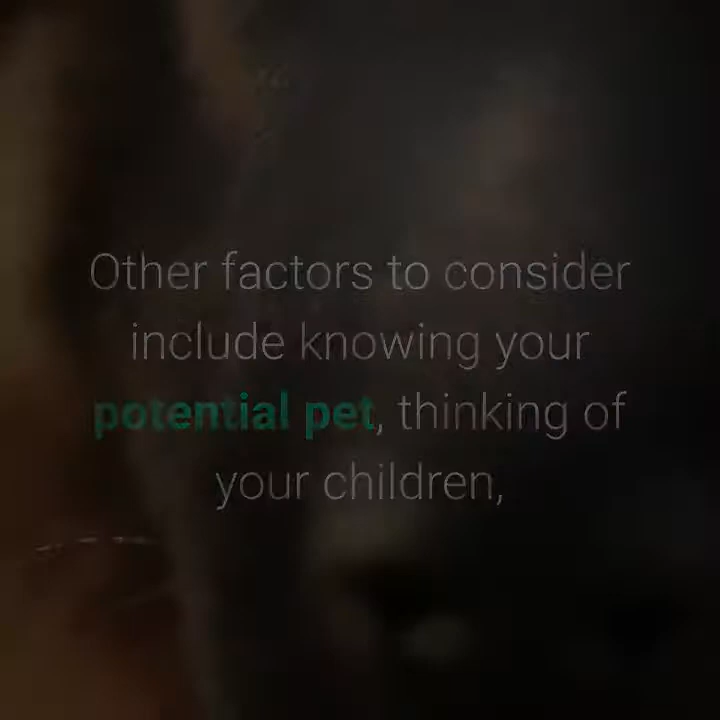 Other factors to consider
include knowing your
potential pet, thinking of
your children,